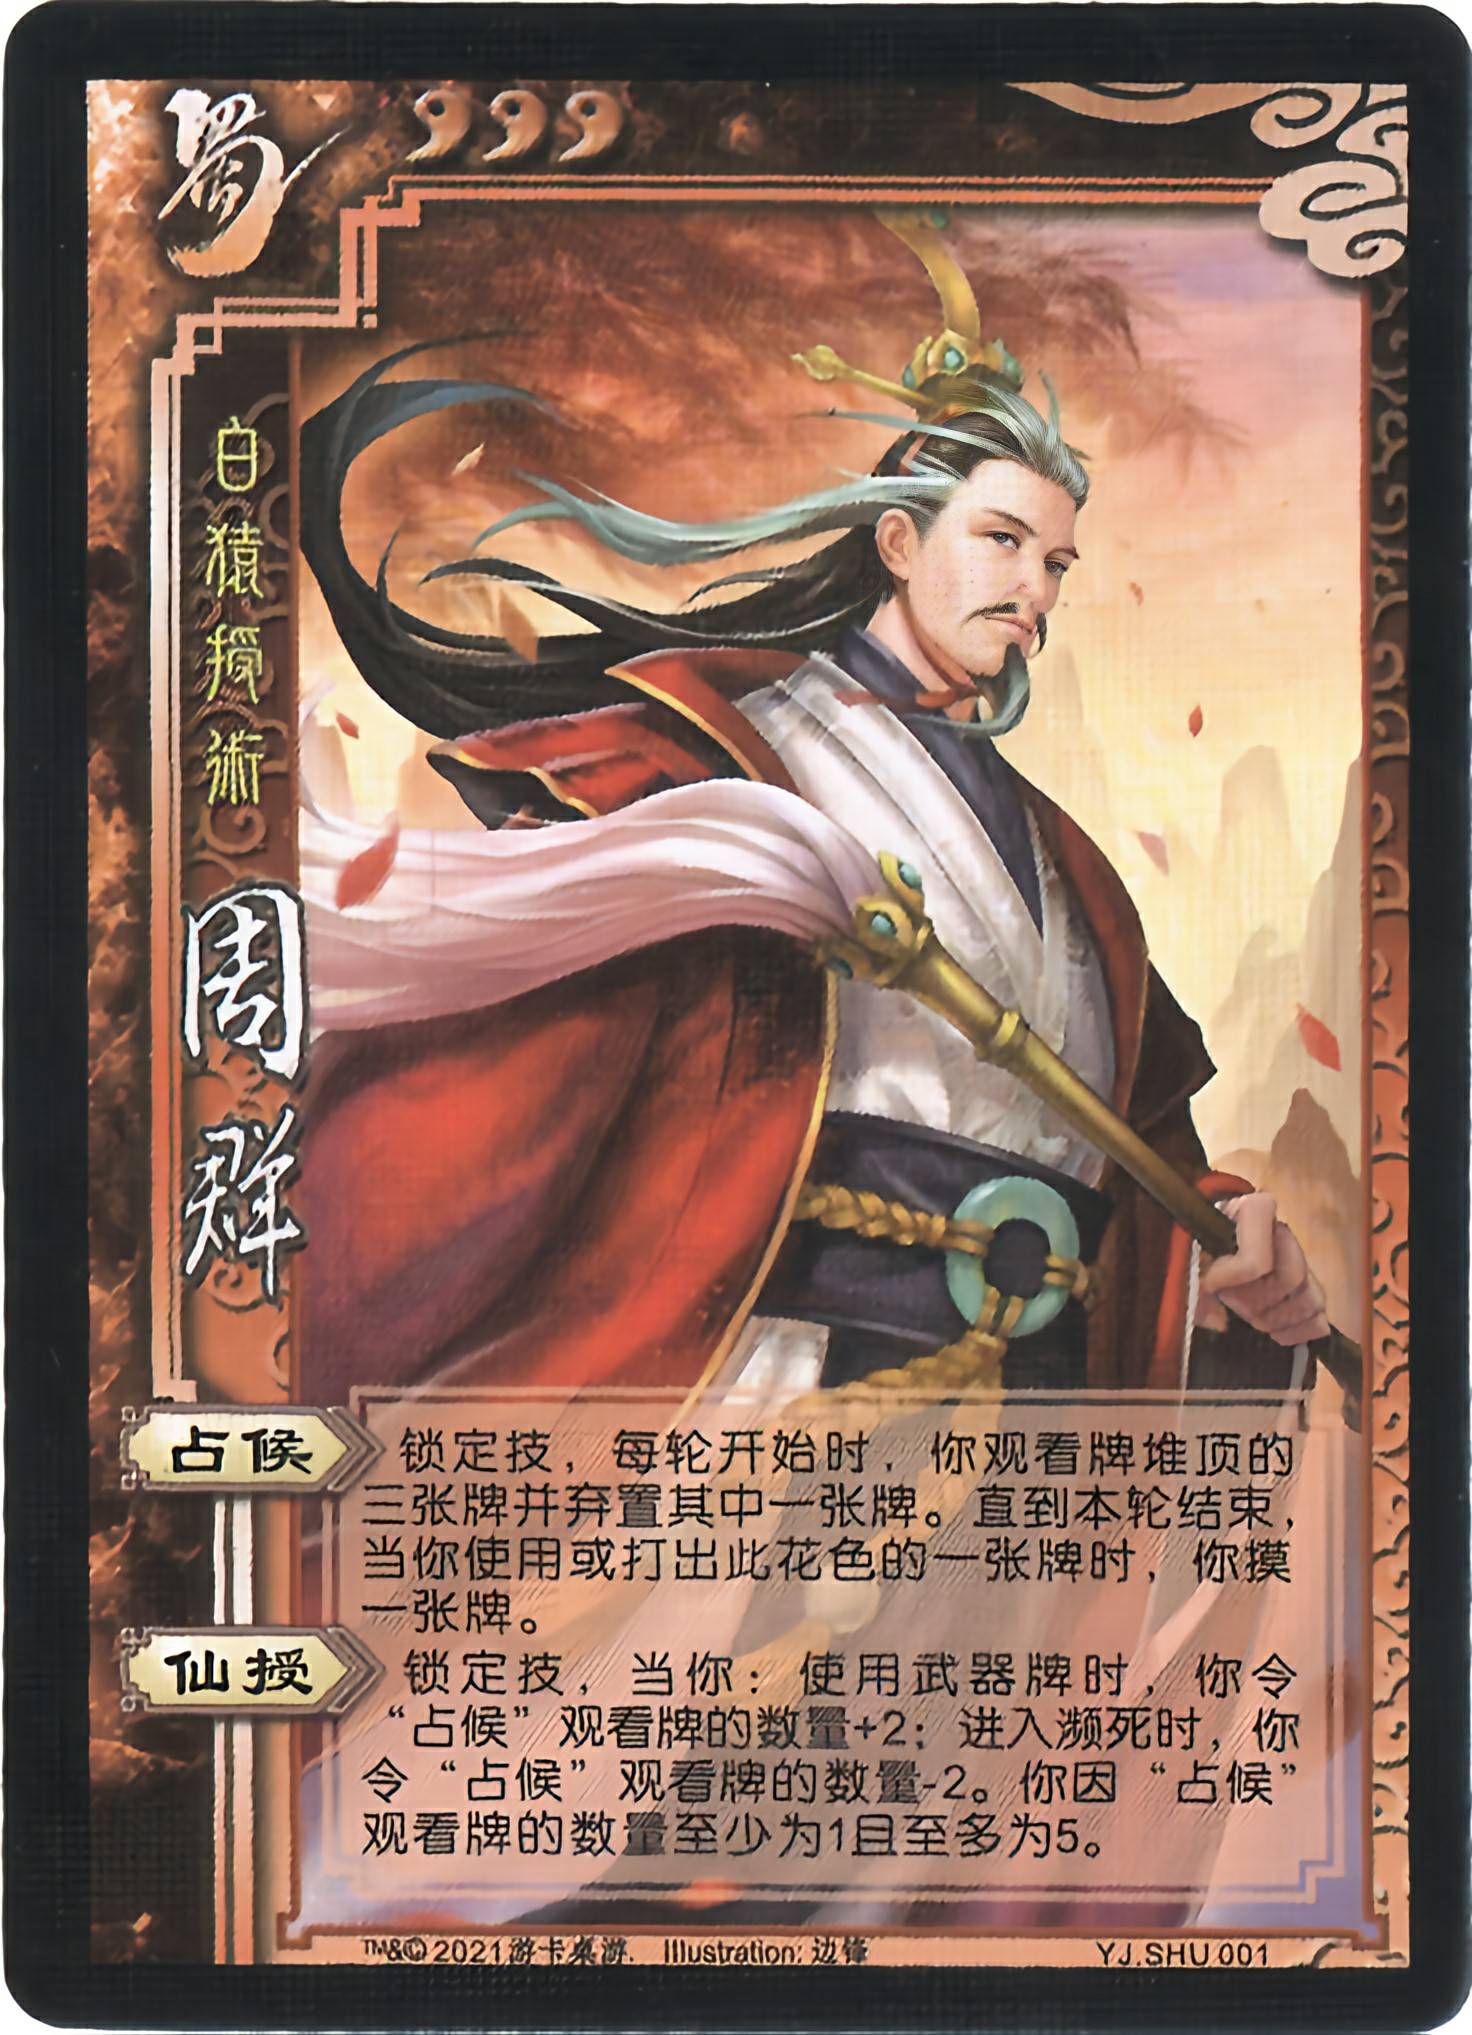 蜀
白猿授術
周群
占候
锁定技，每轮开始时，你观看牌堆顶的
三张牌并弃置其中一张牌。直到本轮结束，
当你使用或打出此花色的一张牌时，你摸
一张牌。
仙授
锁定技，当你：使用武器牌时，你令
“占候”观看牌的数量+2；进入濒死时，你
令“占候”观看牌的数量-2。你因“占候”
观看牌的数量至少为1且至多为5。
™&© 2021游卡桌游. Illustration: 边锋
YJ.SHU 001